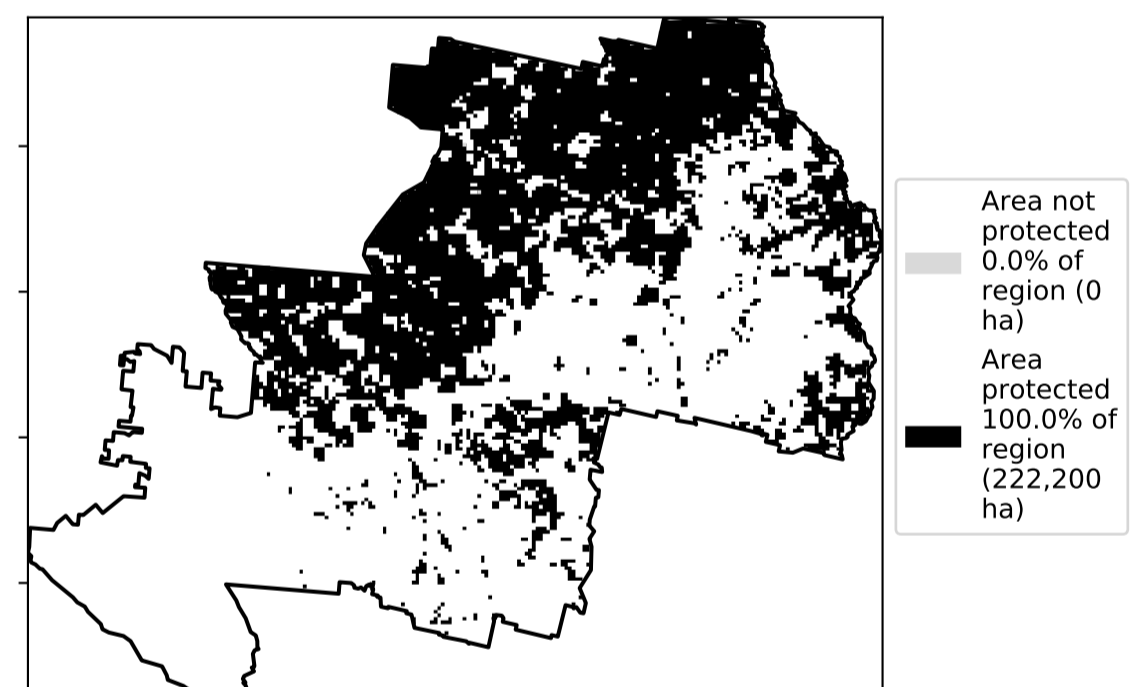 Area not
protected
0.0% of
region (0
ha)
Area
protected
100.0% of
region
(222,200
ha)